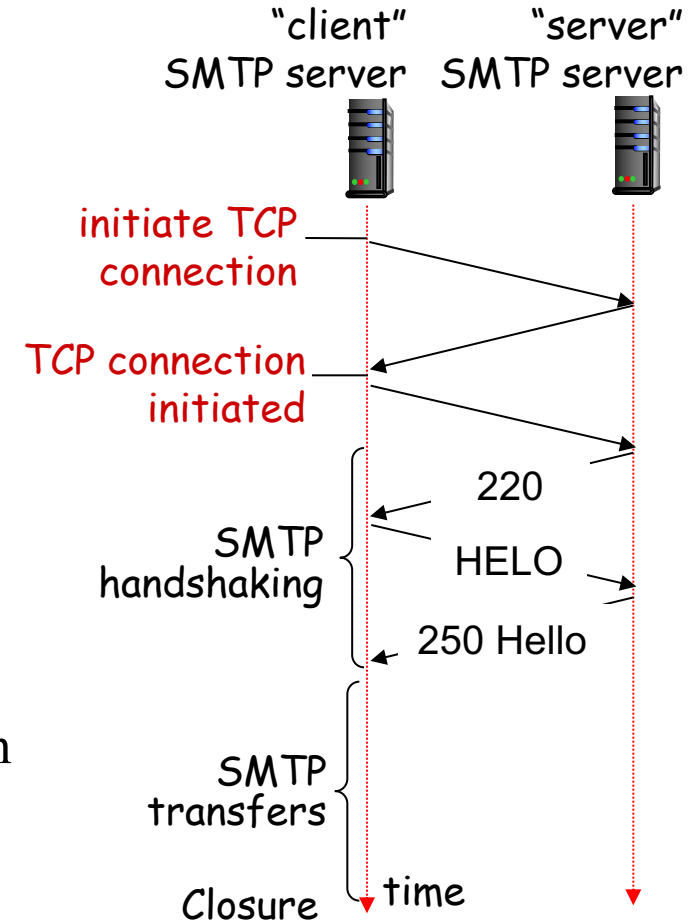 “client”
SMTP server
“server”
SMTP server
initiate TCP
connection
TCP connection
initiated
220
SMTP
handshaking
HELO
250 Hello
SMTP
transfers
time
Closure